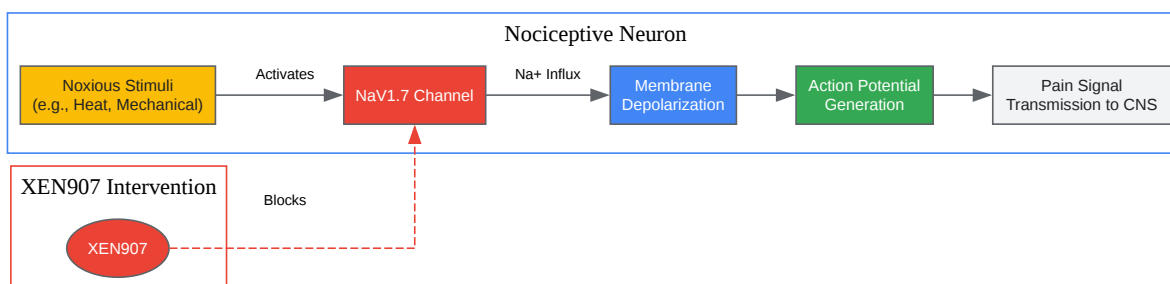 Nociceptive Neuron
Noxious Stimuli
(e.g., Heat, Mechanical)
Activates
NaV1.7 Channel
Na+ Influx
Membrane
Depolarization
Action Potential
Generation
Pain Signal
Transmission to CNS
XEN907 Intervention
Blocks
XEN907